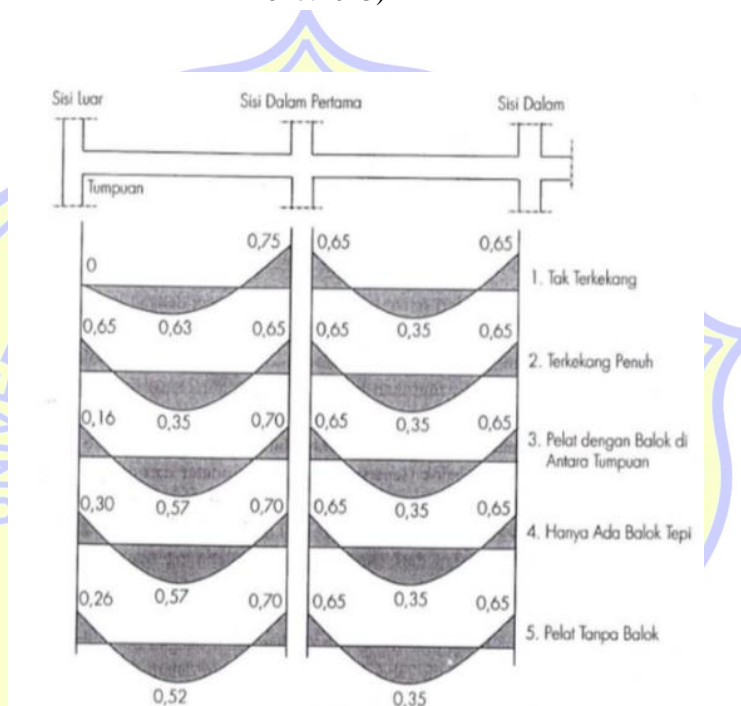 Sisi Luar Sisi Dalam Pertama Sisi Dalam
Tumpuan
0 0,75 0,65 0,65
1. Tak Terkekang
0,63 0,35
0,65 0,65 0,65 0,65
2. Terkekang Penuh
0,35 0,35
0,16 0,70 0,65 0,65
3. Pelat dengan Balok di
Antara Tumpuan
0,57 0,35
0,30 0,70 0,65 0,65
4. Hanya Ada Balok Tepi
0,57 0,35
0,26 0,70 0,65 0,65
5. Pelat Tanpa Balok
0,52 0,35